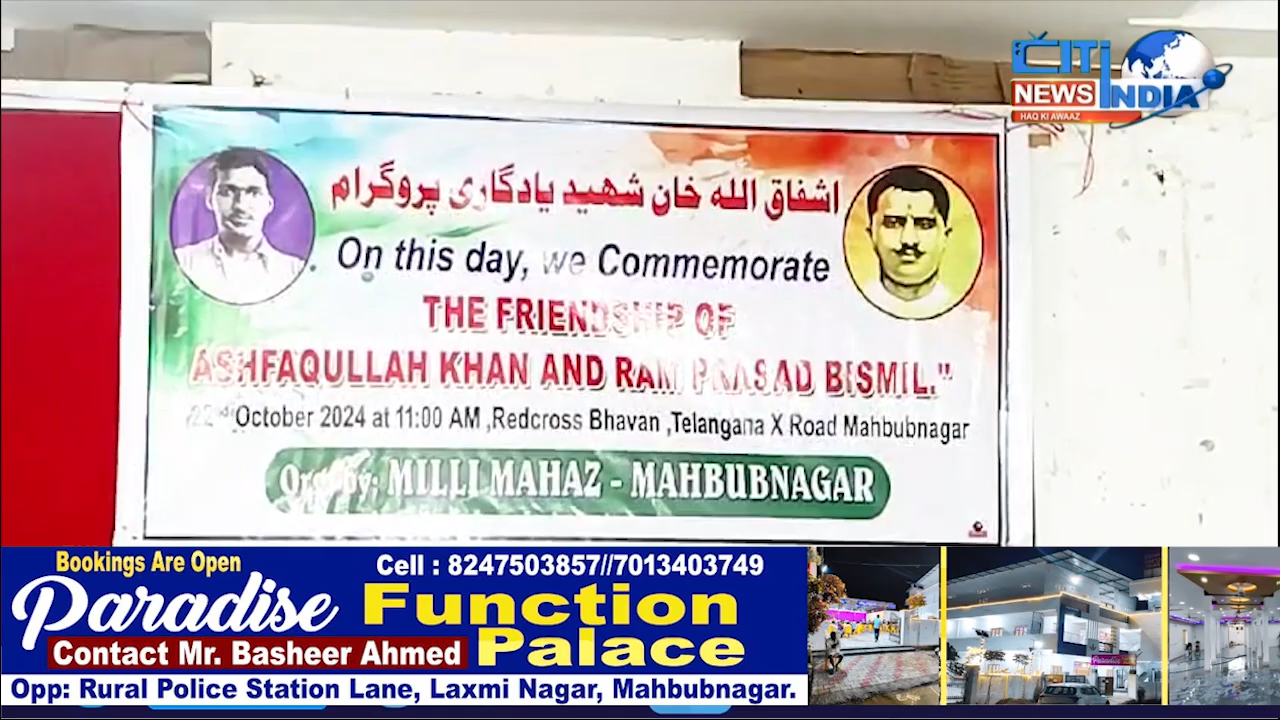 CITI
NEWS INDIA
HAQ KI AWAAZ
اشفاق اللہ خان شہید یادگاری پروگرام
On this day, we Commemorate
THE FRIENDSHIP OF
ASHFAQULLAH KHAN AND RAM PRASAD BISMIL."
22nd October 2024 at 11:00 AM ,Redcross Bhavan ,Telangana X Road Mahbubnagar
Org by; MILLI MAHAZ - MAHBUBNAGAR
Bookings Are Open
Cell : 8247503857//7013403749
Paradise Function Palace
Contact Mr. Basheer Ahmed
Opp: Rural Police Station Lane, Laxmi Nagar, Mahbubnagar.